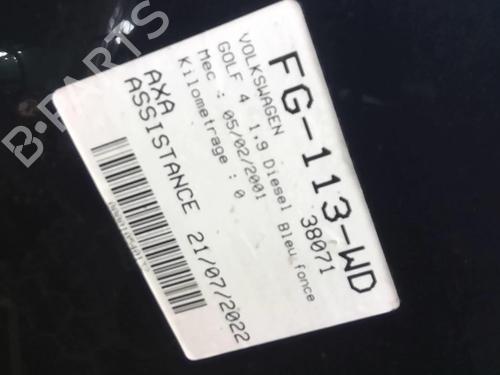 FG-113-WD
38071
VOLKSWAGEN
GOLF 4 1,9 Diesel Bleu fonce
Mec : 05/02/2001
Kilometrage : 0
AXA
ASSISTANCE 21/07/2022
B-PARTS